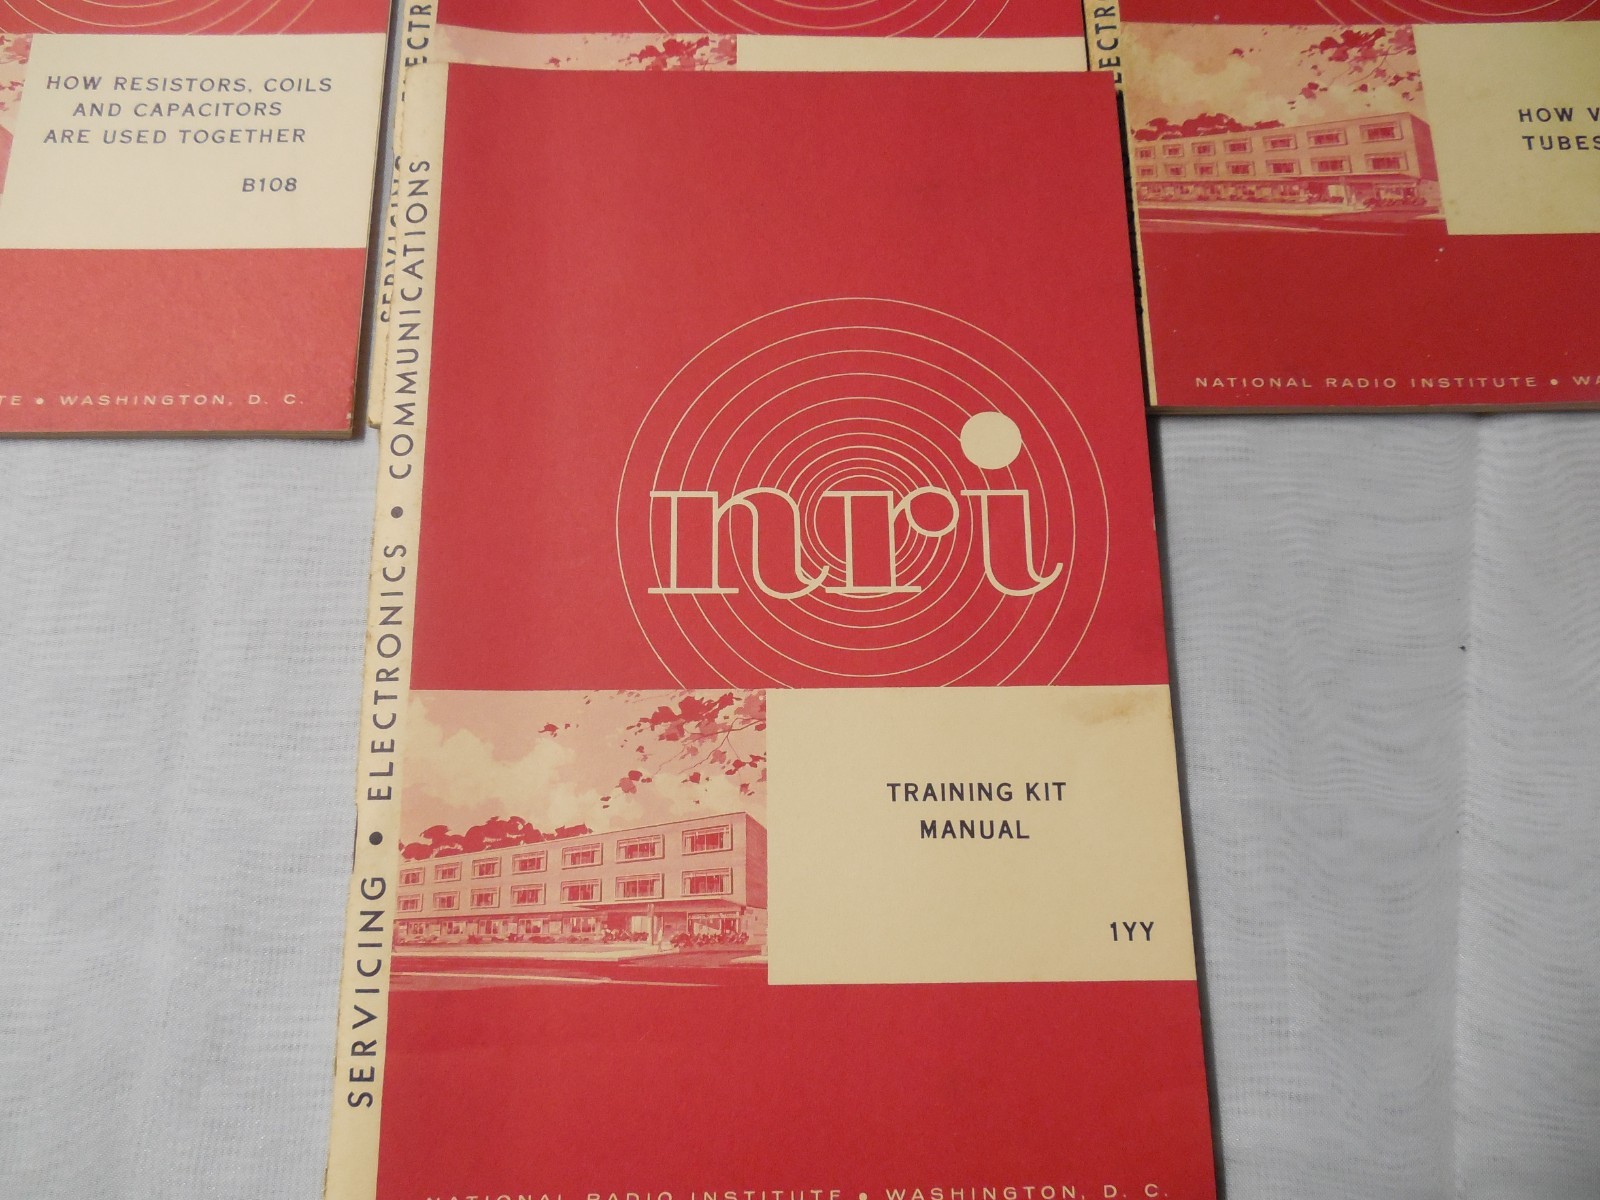 HOW RESISTORS, COILS
AND CAPACITORS
ARE USED TOGETHER
B108
WASHINGTON, D. C.
SERVICING
SERVICING • ELECTRONICS • COMMUNICATIONS
nri
TRAINING KIT
MANUAL
1YY
NATIONAL RADIO INSTITUTE • WASHINGTON, D. C.
HOW
TUBES
NATIONAL RADIO INSTITUTE •